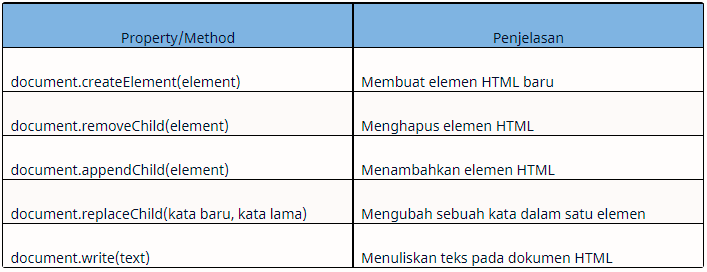 Property/Method Penjelasan
document.createElement(element) Membuat elemen HTML baru
document.removeChild(element) Menghapus elemen HTML
document.appendChild(element) Menambahkan elemen HTML
document.replaceChild(kata baru, kata lama) Mengubah sebuah kata dalam satu elemen
document.write(text) Menuliskan teks pada dokumen HTML